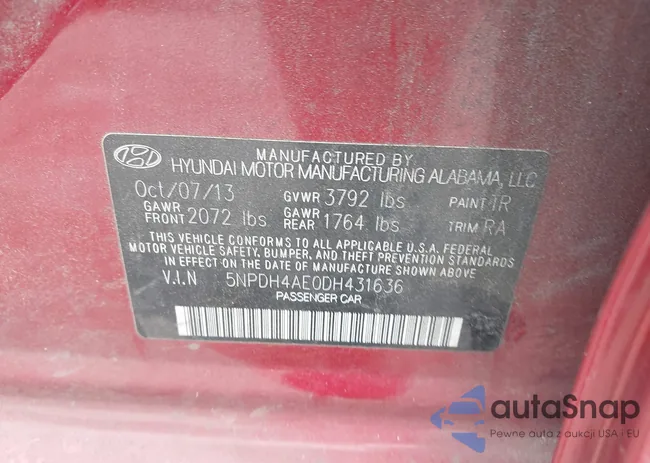 MANUFACTURED BY
HYUNDAI MOTOR MANUFACTURING ALABAMA, LLC
Oct/07/13 GVWR 3792 lbs PAINT TR
GAWR FRONT 2072 lbs GAWR REAR 1764 lbs TRIM RA
THIS VEHICLE CONFORMS TO ALL APPLICABLE U.S.A. FEDERAL
MOTOR VEHICLE SAFETY, BUMPER, AND THEFT PREVENTION STANDARDS
IN EFFECT ON THE DATE OF MANUFACTURE SHOWN ABOVE.
V.I.N 5NPDH4AE0DH431636
PASSENGER CAR
autaSnap
Pewne auta z aukcji USA i EU